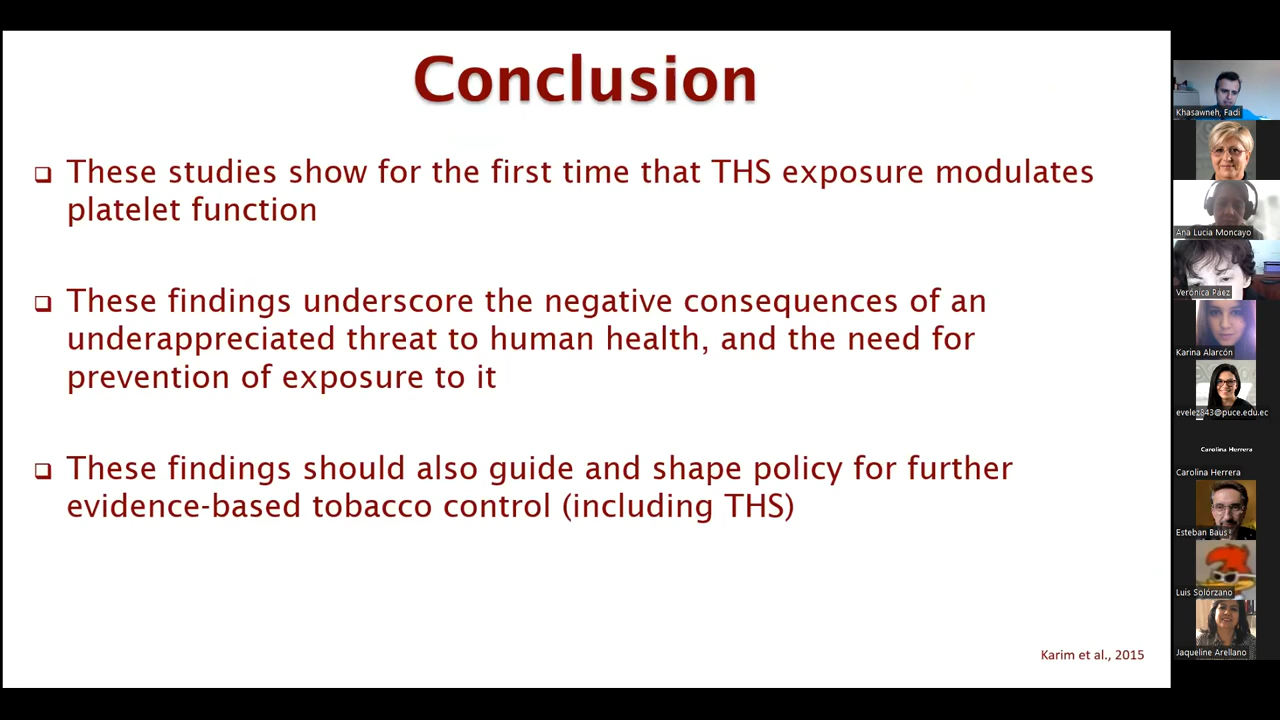 Conclusion
❑ These studies show for the first time that THS exposure modulates
platelet function
❑ These findings underscore the negative consequences of an
underappreciated threat to human health, and the need for
prevention of exposure to it
❑ These findings should also guide and shape policy for further
evidence-based tobacco control (including THS)
Karim et al., 2015
Khasawneh, Fadi
Ana Lucia Moncayo
Verónica Páez
Karina Alarcón
evelez843@puce.edu.ec
Carolina Herrera
Carolina Herrera
Esteban Baus
Luis Solórzano
Jaqueline Arellano